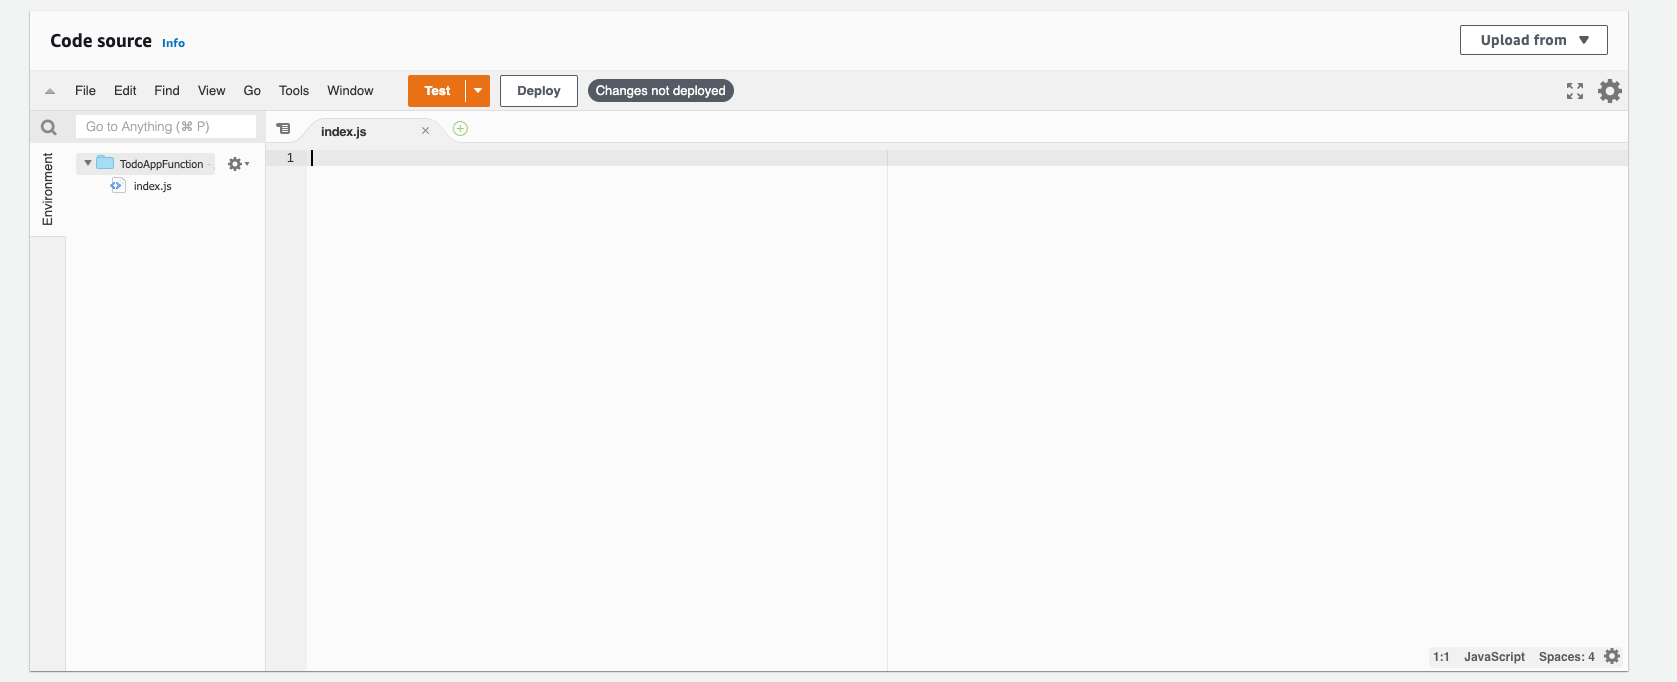 Code source Info
Upload from
File Edit Find View Go Tools Window Test Deploy Changes not deployed
Go to Anything (⌘ P)
index.js
Environment
TodoAppFunction
index.js
1
1:1 JavaScript Spaces: 4